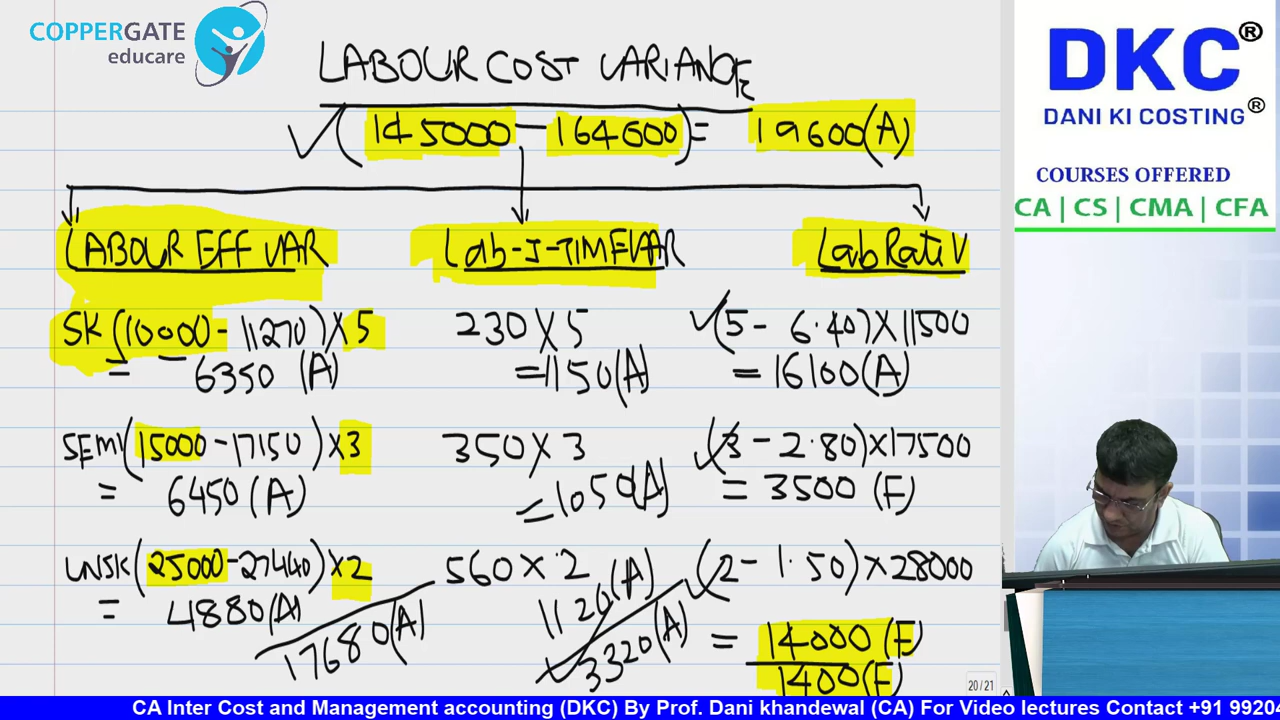 COPPERGATE
educare
LABOUR COST VARIANCE
(145000 - 164600) = 19600(A)
LABOUR EFF VAR
Lab-I-TIME VAR
Lab Rate V
SK (10000 - 11270) X 5
= 6350 (A)
230 X 5
= 1150(A)
(5 - 6.40) X 11500
= 16100(A)
SEMI (15000 - 17150) X 3
= 6450 (A)
350 X 3
= 1050(A)
(3 - 2.80) X 17500
= 3500 (F)
UNSK (25000 - 27440) X 2
= 4880(A)
17680(A)
560 X 2
1120(A)
3320(A)
(2 - 1.50) X 28000
= 14000 (F)
1400(F)
20 / 21
DKC®
DANI KI COSTING®
COURSES OFFERED
CA | CS | CMA | CFA
CA Inter Cost and Management accounting (DKC) By Prof. Dani khandewal (CA) For Video lectures Contact +91 99204